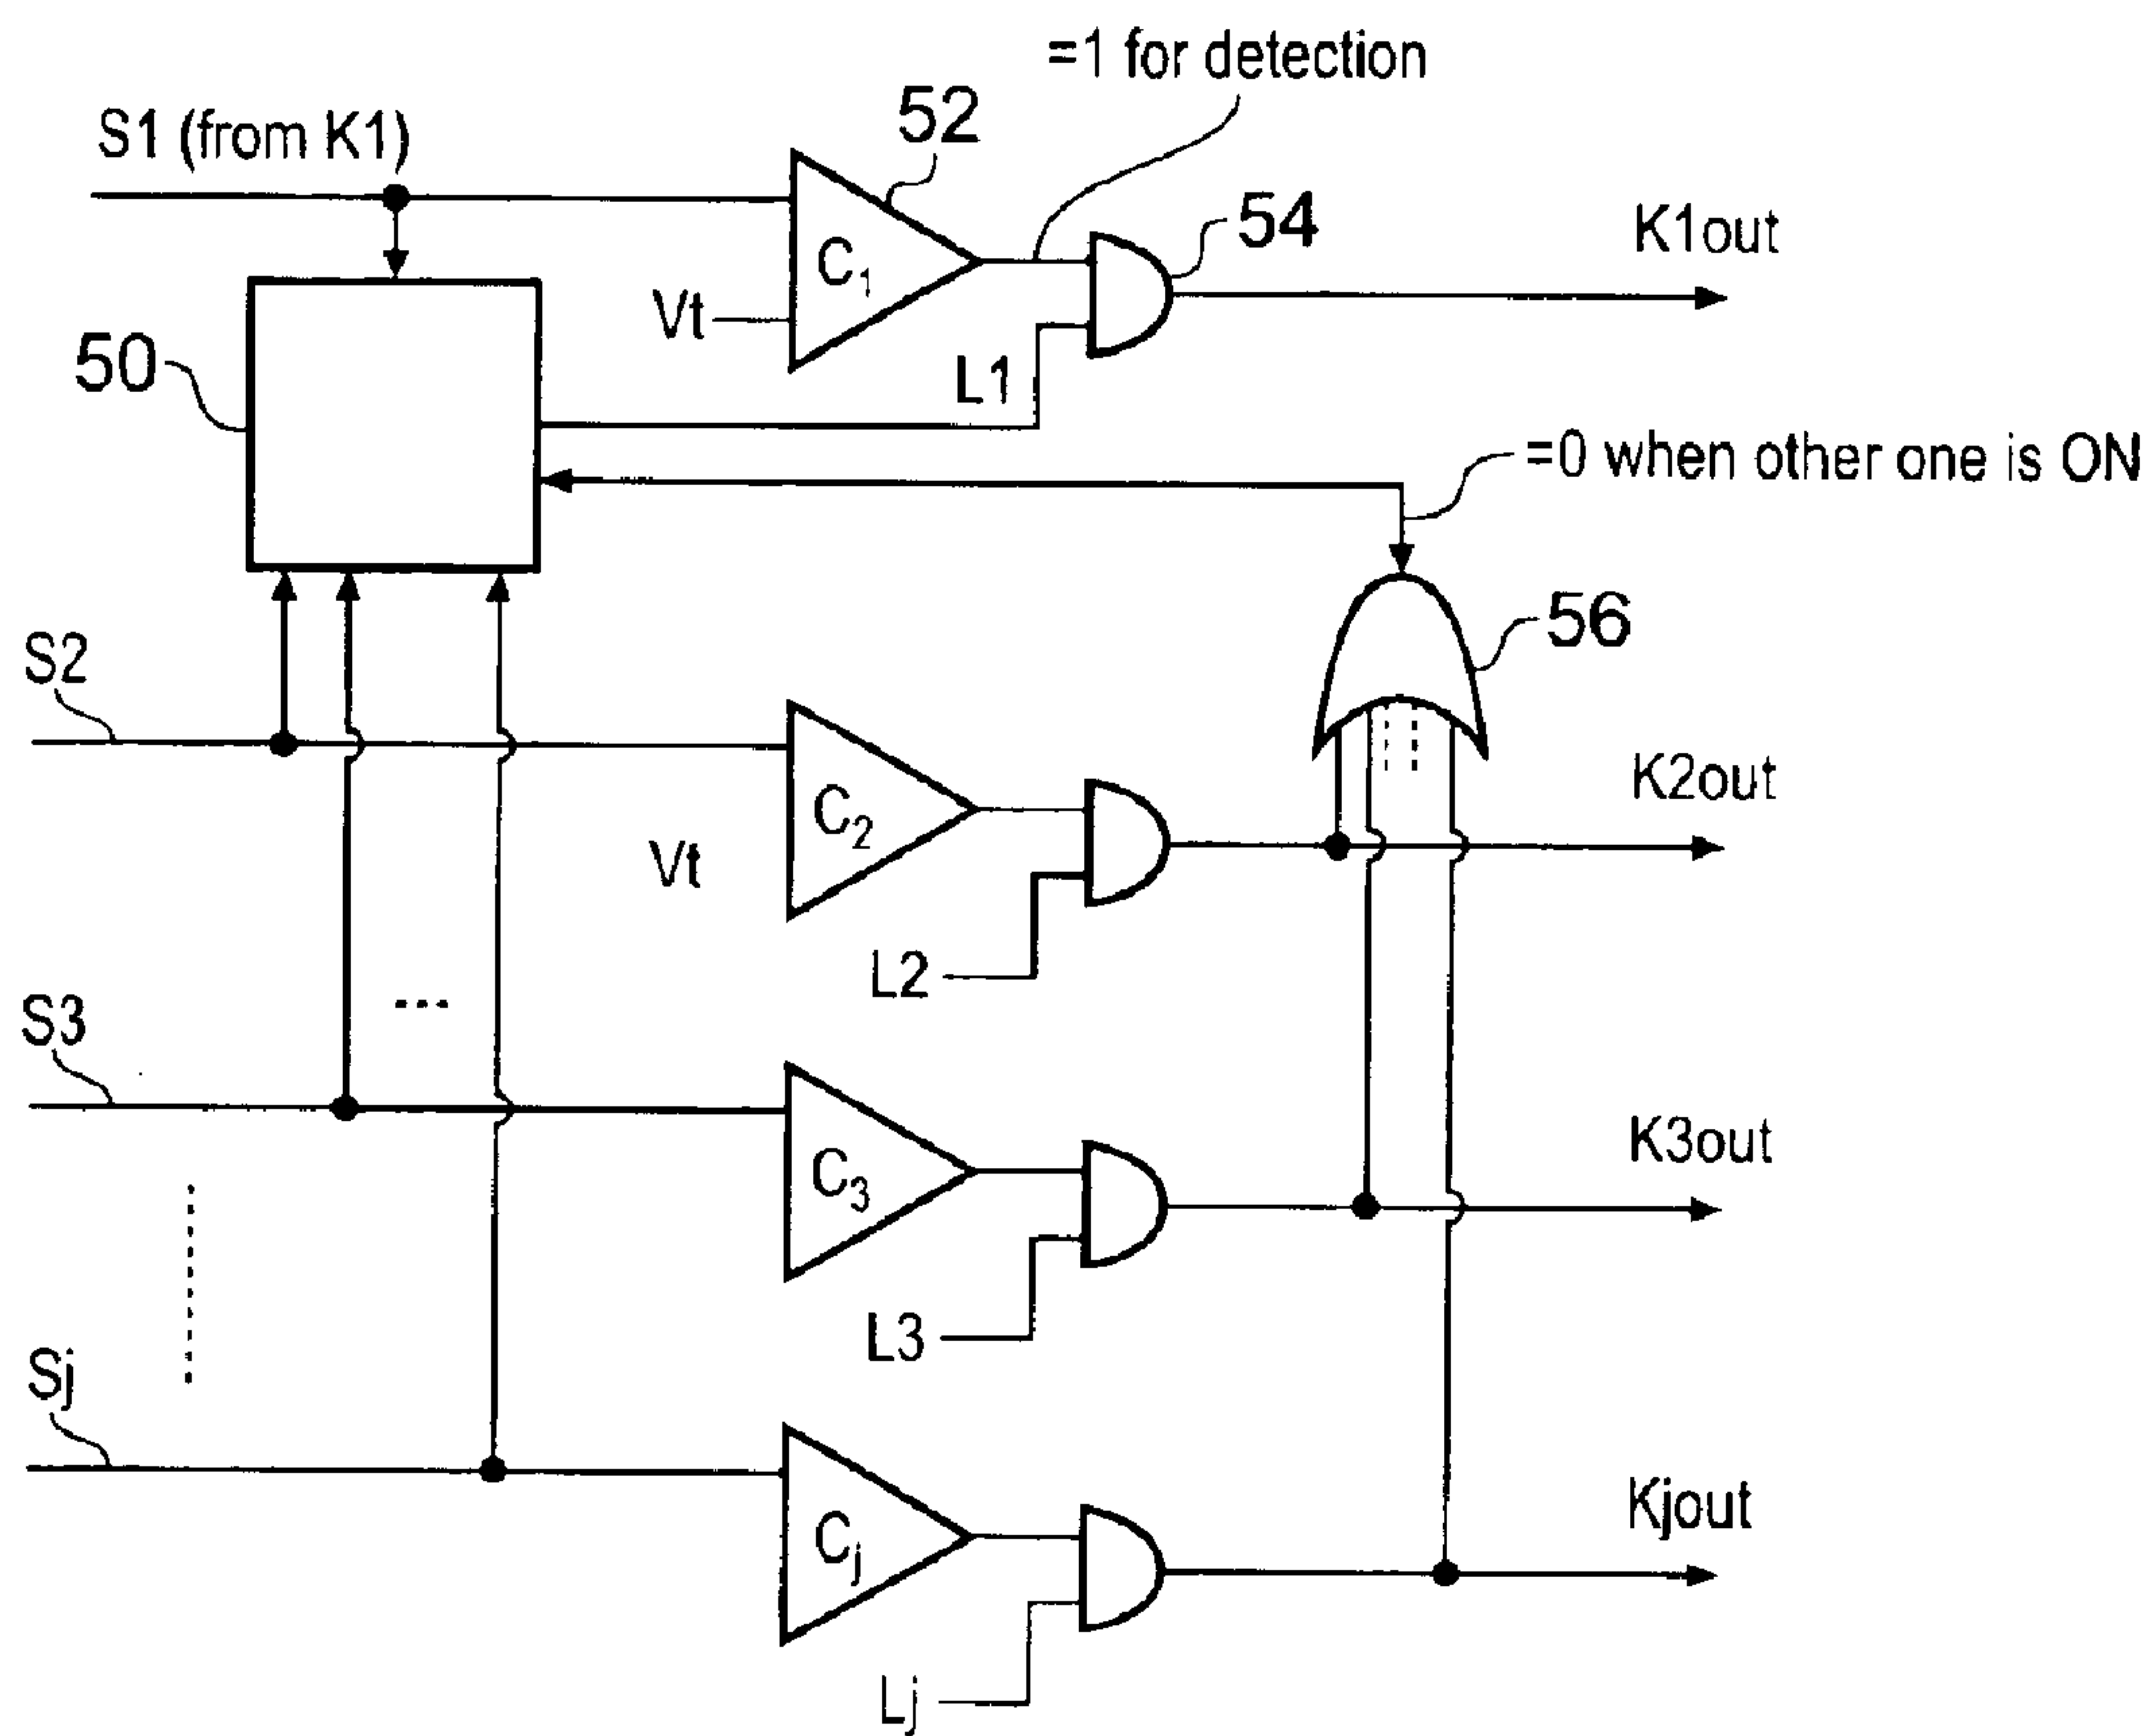 =1 for detection
S1 (from K1)
52
54
K1out
C1
Vt
50
L1
=0 when other one is ON
56
S2
K2out
C2
Vt
L2
S3
K3out
C3
L3
Sj
Kjout
Cj
Lj